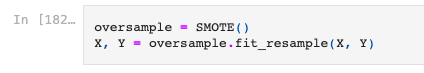 In [182…
oversample = SMOTE()
X, Y = oversample.fit_resample(X, Y)